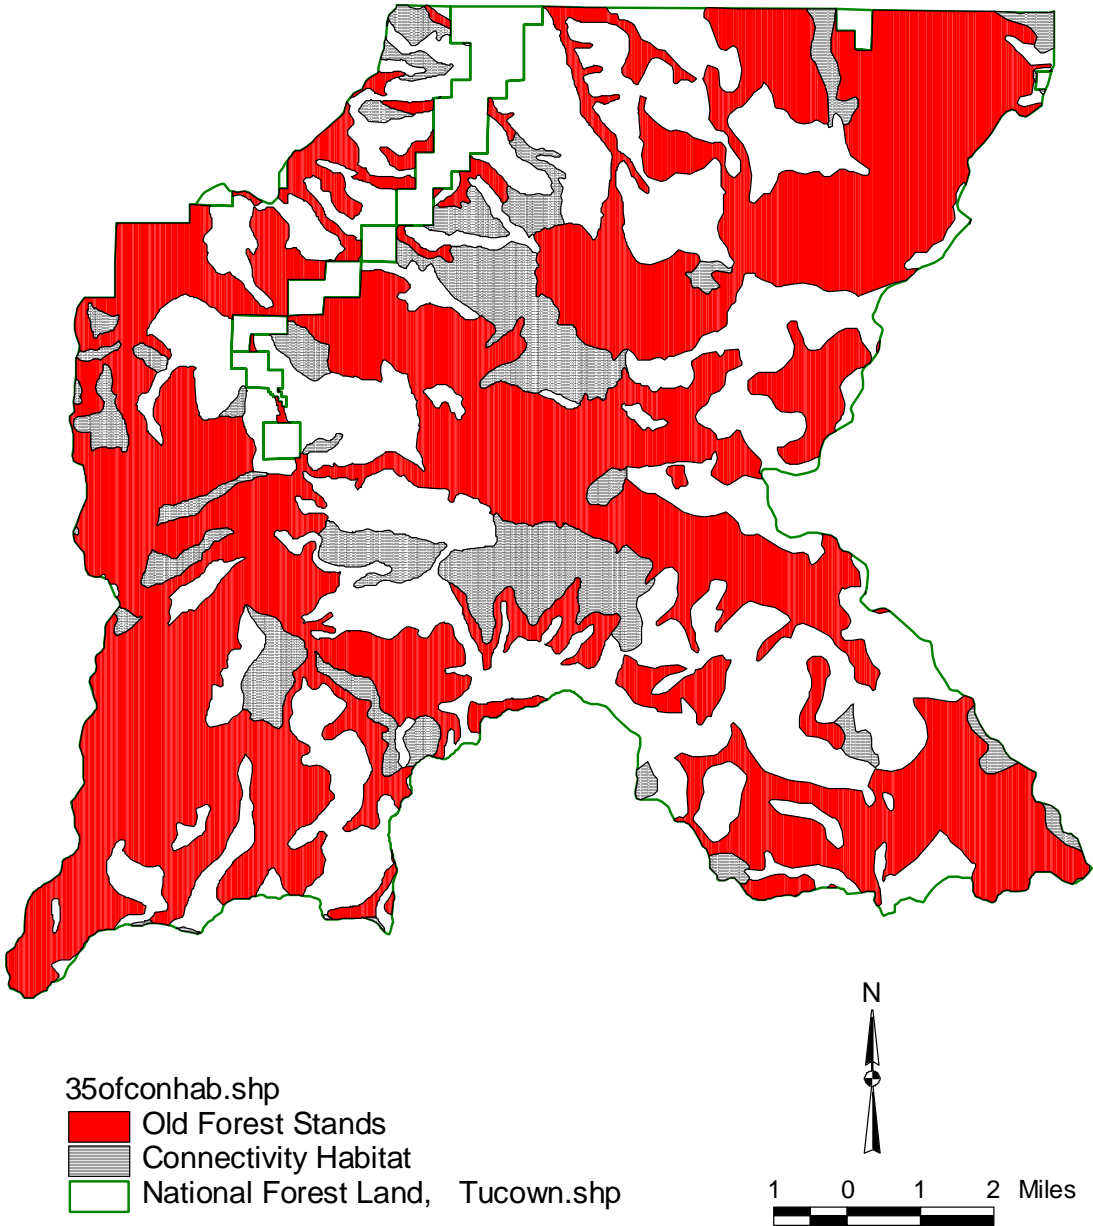 N
35ofconhab.shp
Old Forest Stands
Connectivity Habitat
National Forest Land, Tucown.shp
1 0 1 2 Miles